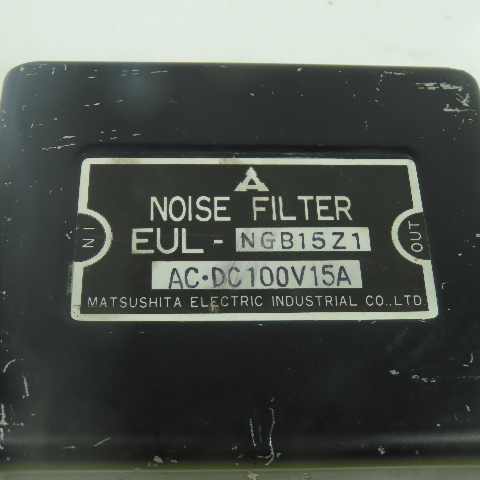 NOISE FILTER
EUL-NGB15Z1
IN
OUT
AC·DC100V15A
MATSUSHITA ELECTRIC INDUSTRIAL CO.,LTD.